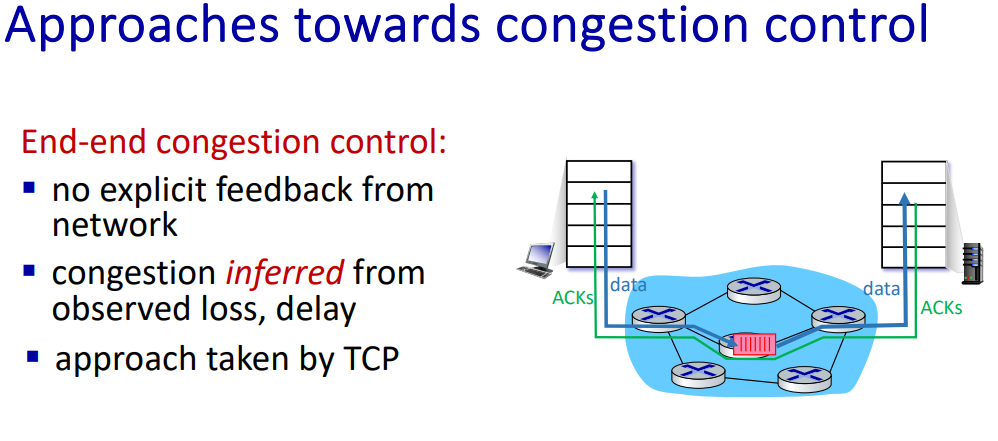 Approaches towards congestion control
End-end congestion control:
▪ no explicit feedback from
network
▪ congestion inferred from
observed loss, delay
▪ approach taken by TCP
data
ACKs
data
ACKs